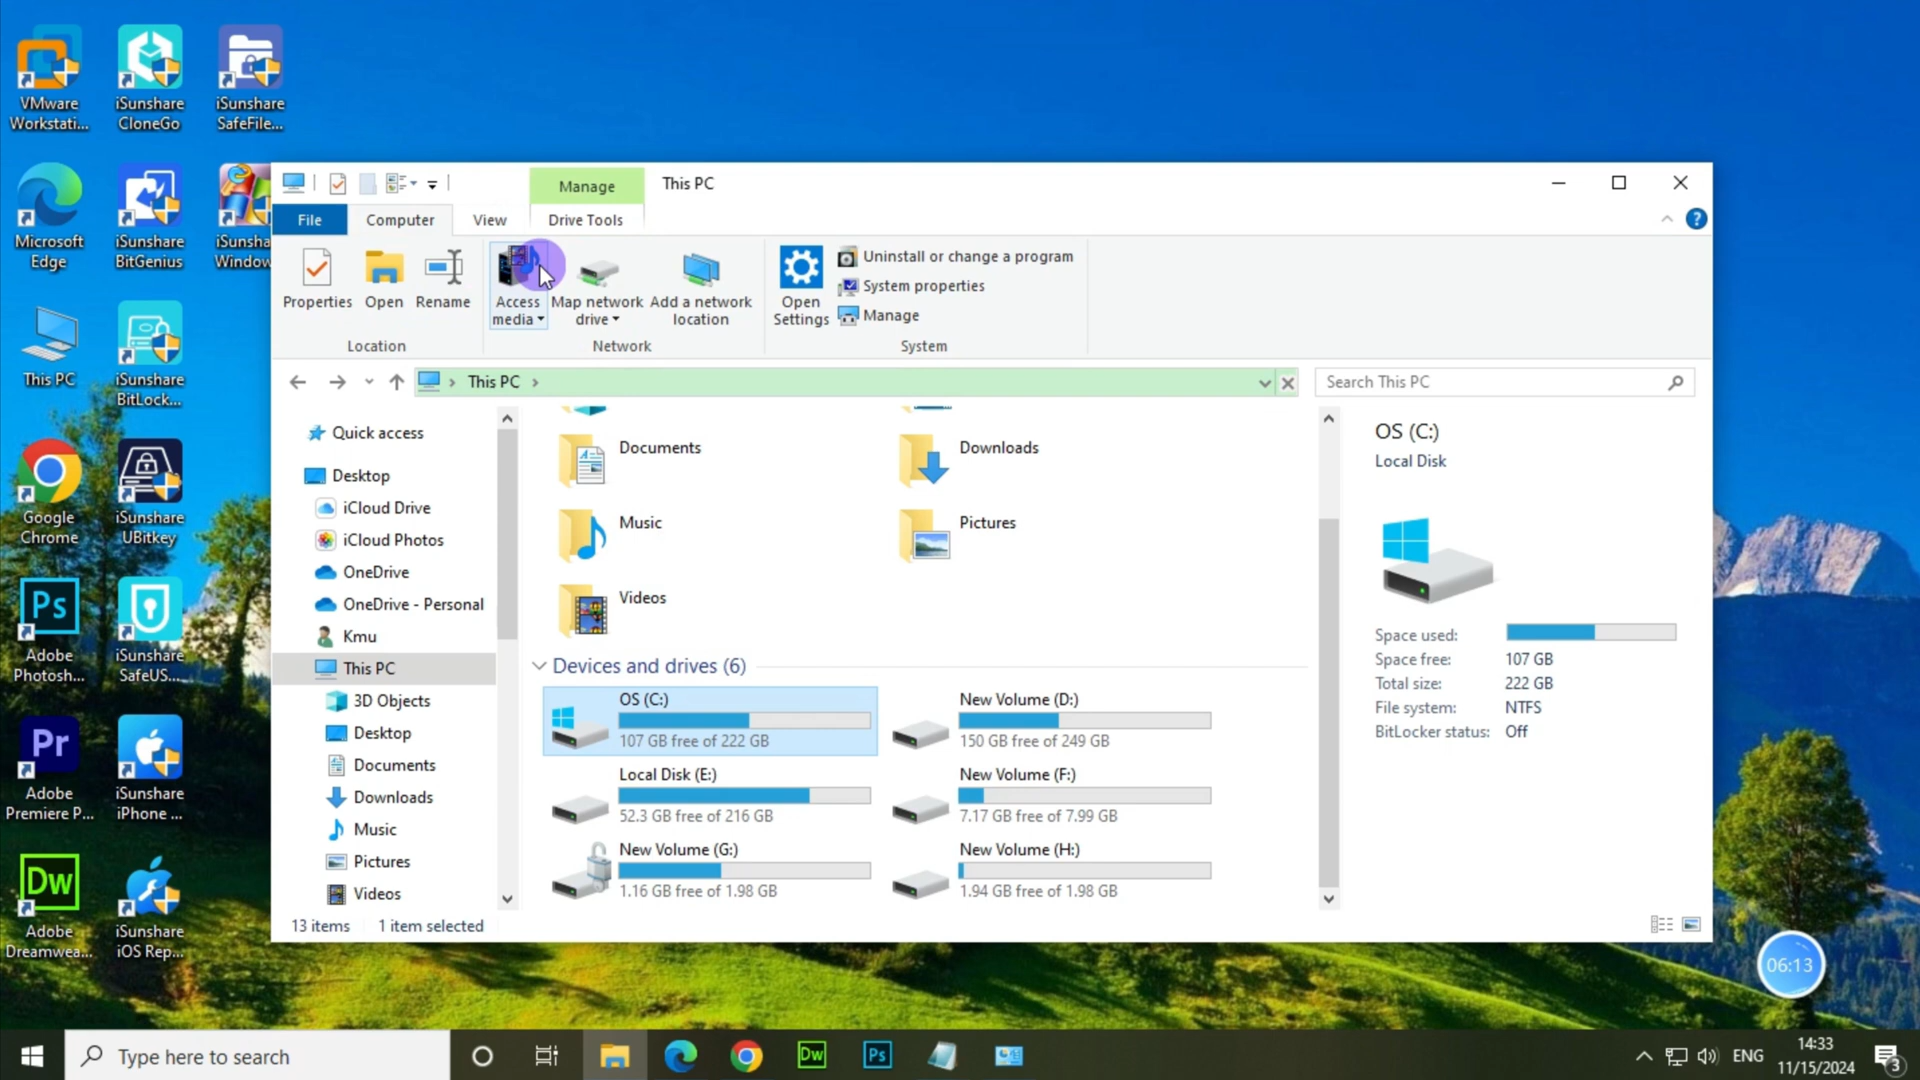 VMware
Workstati...
iSunshare
CloneGo
iSunshare
SafeFile...
Microsoft
Edge
iSunshare
BitGenius
iSunsha
Window
This PC
iSunshare
BitLock...
Google
Chrome
iSunshare
UBitkey
Ps
Adobe
Photosh...
iSunshare
SafeUS...
Pr
Adobe
Premiere P...
iSunshare
iPhone ...
Dw
Adobe
Dreamwea...
iSunshare
iOS Rep...
Manage
This PC
File
Computer
View
Drive Tools
Properties
Open
Rename
Access
media
Map network
drive
Add a network
location
Open
Settings
Uninstall or change a program
System properties
Manage
Location
Network
System
This PC
Search This PC
Quick access
Desktop
iCloud Drive
iCloud Photos
OneDrive
OneDrive - Personal
Kmu
This PC
3D Objects
Desktop
Documents
Downloads
Music
Pictures
Videos
Documents
Downloads
Music
Pictures
Videos
Devices and drives (6)
OS (C:)
107 GB free of 222 GB
New Volume (D:)
150 GB free of 249 GB
Local Disk (E:)
52.3 GB free of 216 GB
New Volume (F:)
7.17 GB free of 7.99 GB
New Volume (G:)
1.16 GB free of 1.98 GB
New Volume (H:)
1.94 GB free of 1.98 GB
OS (C:)
Local Disk
Space used:
Space free: 107 GB
Total size: 222 GB
File system: NTFS
BitLocker status: Off
13 items
1 item selected
06:13
Type here to search
Dw
Ps
ENG
14:33
11/15/2024
3